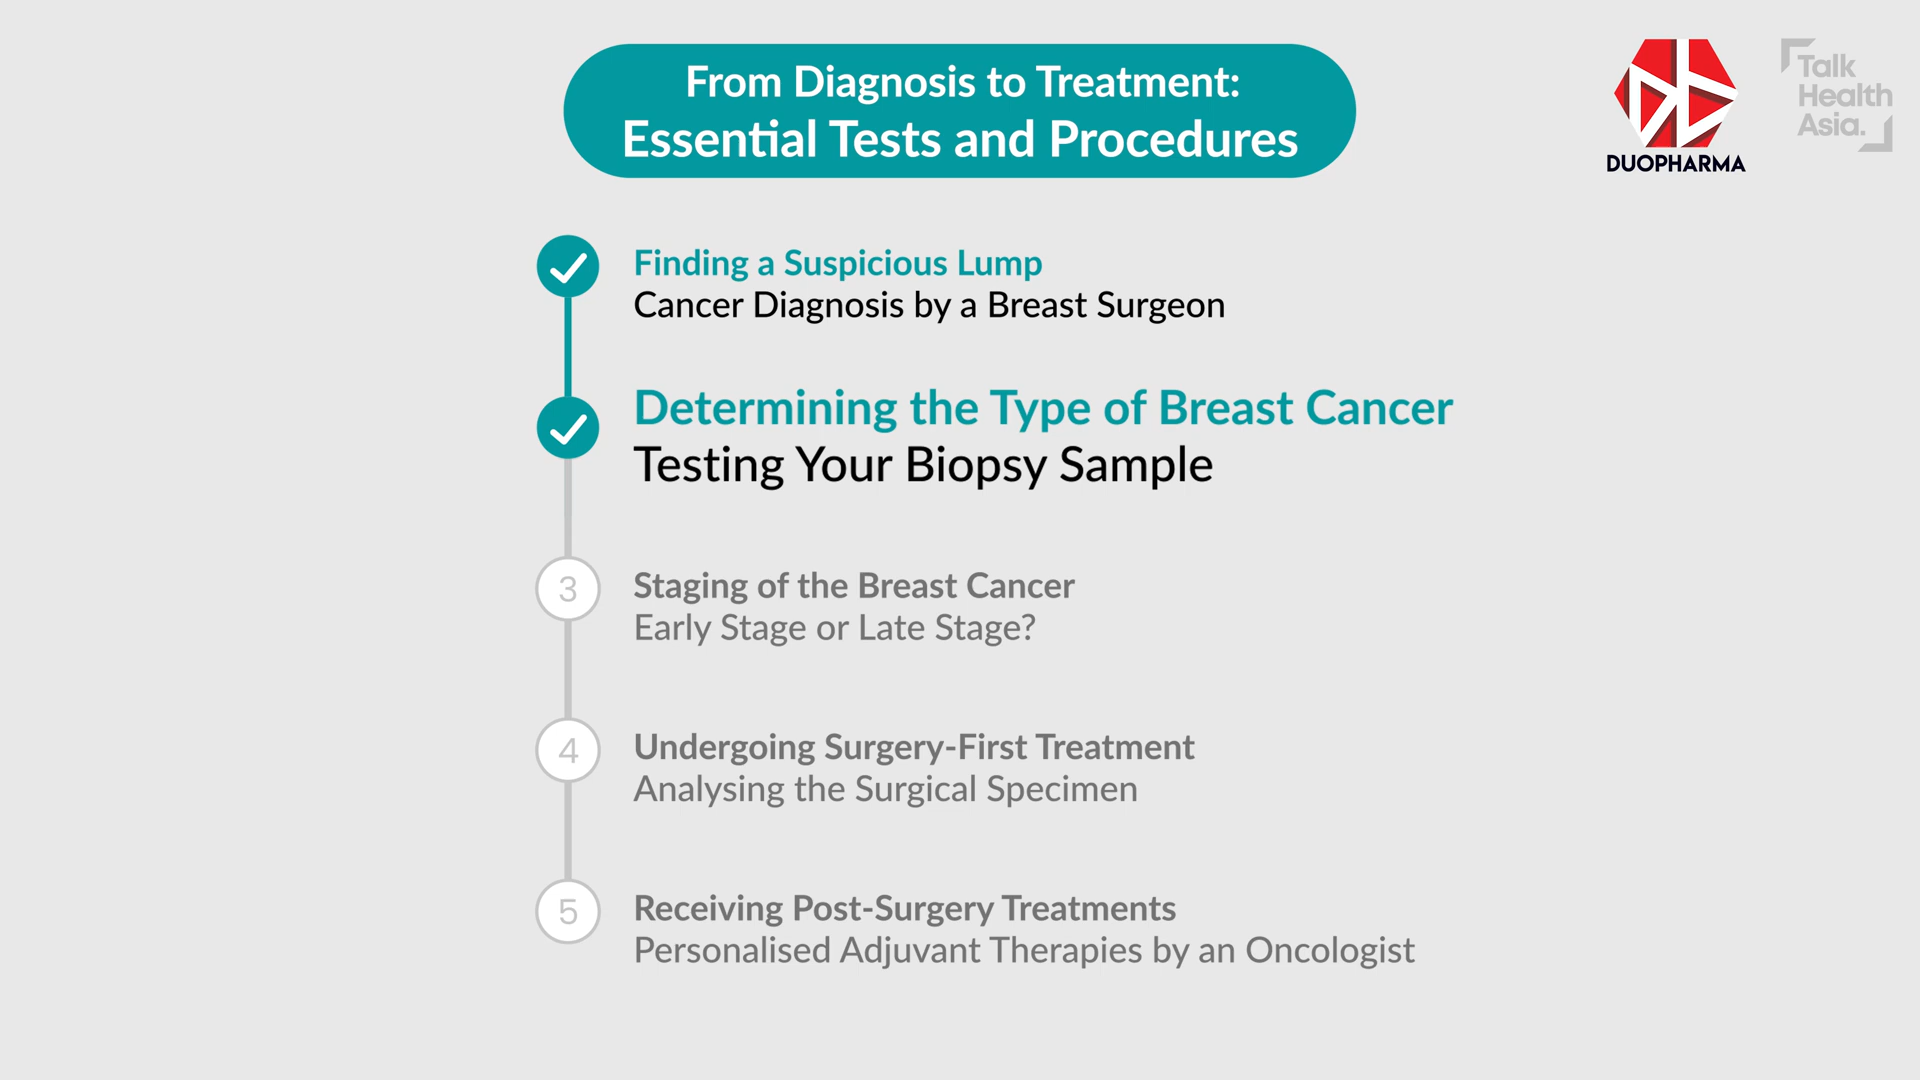 From Diagnosis to Treatment:
Essential Tests and Procedures
DUOPHARMA
Talk
Health
Asia.
Finding a Suspicious Lump
Cancer Diagnosis by a Breast Surgeon
Determining the Type of Breast Cancer
Testing Your Biopsy Sample
3
Staging of the Breast Cancer
Early Stage or Late Stage?
4
Undergoing Surgery-First Treatment
Analysing the Surgical Specimen
5
Receiving Post-Surgery Treatments
Personalised Adjuvant Therapies by an Oncologist